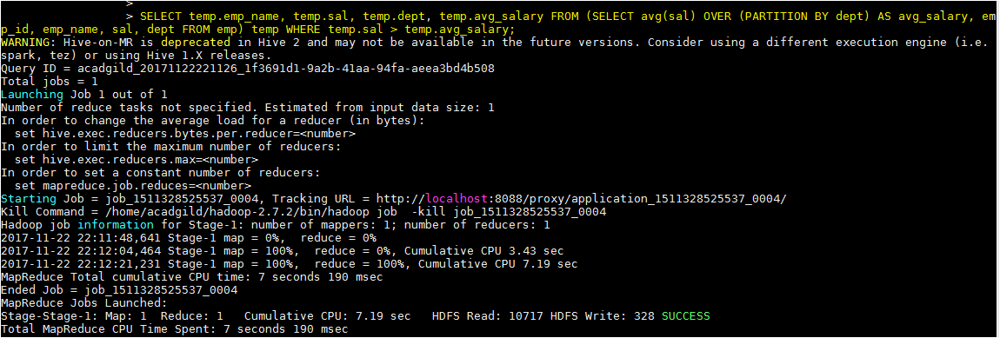 >
> SELECT temp.emp_name, temp.sal, temp.dept, temp.avg_salary FROM (SELECT avg(sal) OVER (PARTITION BY dept) AS avg_salary, em
p_id, emp_name, sal, dept FROM emp) temp WHERE temp.sal > temp.avg_salary;
WARNING: Hive-on-MR is deprecated in Hive 2 and may not be available in the future versions. Consider using a different execution engine (i.e.
spark, tez) or using Hive 1.X releases.
Query ID = acadgild_20171122221126_1f3691d1-9a2b-41aa-94fa-aeea3bd4b508
Total jobs = 1
Launching Job 1 out of 1
Number of reduce tasks not specified. Estimated from input data size: 1
In order to change the average load for a reducer (in bytes):
  set hive.exec.reducers.bytes.per.reducer=<number>
In order to limit the maximum number of reducers:
  set hive.exec.reducers.max=<number>
In order to set a constant number of reducers:
  set mapreduce.job.reduces=<number>
Starting Job = job_1511328525537_0004, Tracking URL = http://localhost:8088/proxy/application_1511328525537_0004/
Kill Command = /home/acadgild/hadoop-2.7.2/bin/hadoop job  -kill job_1511328525537_0004
Hadoop job information for Stage-1: number of mappers: 1; number of reducers: 1
2017-11-22 22:11:48,641 Stage-1 map = 0%,  reduce = 0%
2017-11-22 22:12:04,464 Stage-1 map = 100%,  reduce = 0%, Cumulative CPU 3.43 sec
2017-11-22 22:12:21,231 Stage-1 map = 100%,  reduce = 100%, Cumulative CPU 7.19 sec
MapReduce Total cumulative CPU time: 7 seconds 190 msec
Ended Job = job_1511328525537_0004
MapReduce Jobs Launched:
Stage-Stage-1: Map: 1  Reduce: 1   Cumulative CPU: 7.19 sec   HDFS Read: 10717 HDFS Write: 328 SUCCESS
Total MapReduce CPU Time Spent: 7 seconds 190 msec